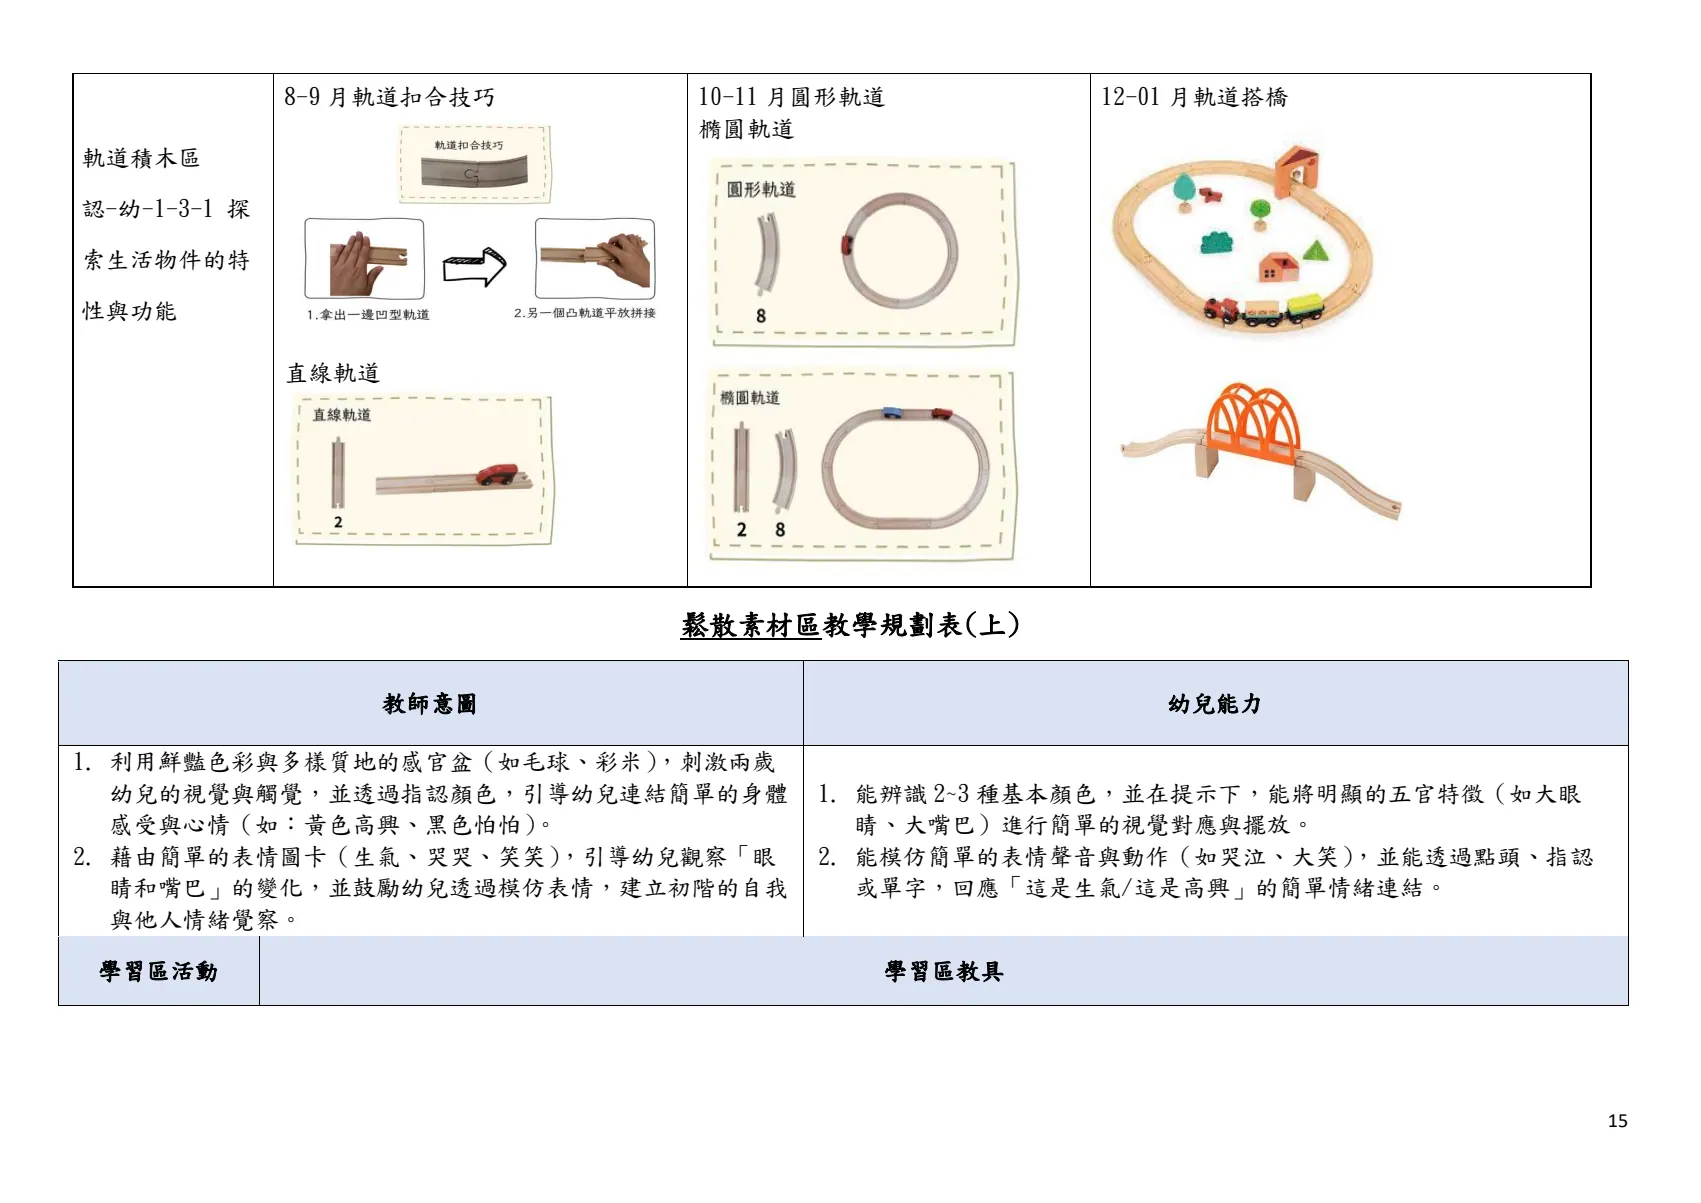 軌道積木區
認-幼-1-3-1 探
索生活物件的特
性與功能
8-9 月軌道扣合技巧
軌道扣合技巧
1.拿出一邊凹型軌道
2.另一個凸軌道平放拼接
直線軌道
直線軌道
2
10-11 月圓形軌道
橢圓軌道
圓形軌道
8
橢圓軌道
2 8
12-01 月軌道搭橋
鬆散素材區教學規劃表(上)
教師意圖
幼兒能力
1. 利用鮮豔色彩與多樣質地的感官盆（如毛球、彩米），刺激兩歲
幼兒的視覺與觸覺，並透過指認顏色，引導幼兒連結簡單的身體
感受與心情（如：黃色高興、黑色怕怕）。
2. 藉由簡單的表情圖卡（生氣、哭哭、笑笑），引導幼兒觀察「眼
睛和嘴巴」的變化，並鼓勵幼兒透過模仿表情，建立初階的自我
與他人情緒覺察。
1. 能辨識 2~3 種基本顏色，並在提示下，能將明顯的五官特徵（如大眼
睛、大嘴巴）進行簡單的視覺對應與擺放。
2. 能模仿簡單的表情聲音與動作（如哭泣、大笑），並能透過點頭、指認
或單字，回應「這是生氣/這是高興」的簡單情緒連結。
學習區活動
學習區教具
15